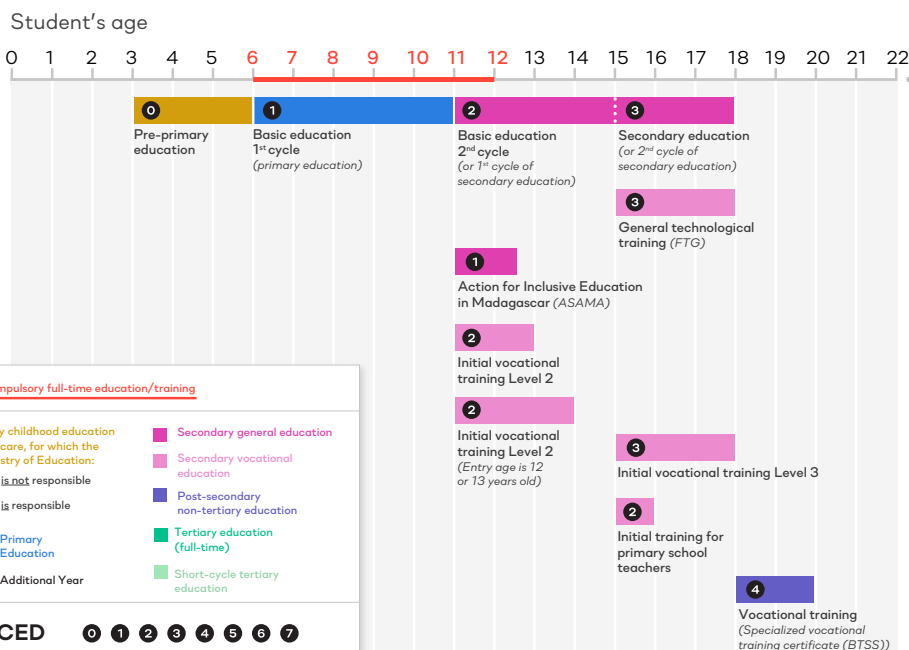 Student's age
0 1 2 3 4 5 6 7 8 9 10 11 12 13 14 15 16 17 18 19 20 21 22
0
Pre-primary
education
1
Basic education
1st cycle
(primary education)
2
Basic education
2nd cycle
(or 1st cycle of
secondary education)
3
Secondary education
(or 2nd cycle of
secondary education)
3
General technological
training (FTG)
1
Action for Inclusive Education
in Madagascar (ASAMA)
2
Initial vocational
training Level 2
2
Initial vocational
training Level 2
(Entry age is 12
or 13 years old)
3
Initial vocational training Level 3
2
Initial training for
primary school
teachers
4
Vocational training
(Specialized vocational
training certificate (BTSS))
mpulsory full-time education/training
y childhood education
care, for which the
stry of Education:
is not responsible
is responsible
Primary
Education
Additional Year
Secondary general education
Secondary vocational
education
Post-secondary
non-tertiary education
Tertiary education
(full-time)
Short-cycle tertiary
education
CED 0 1 2 3 4 5 6 7